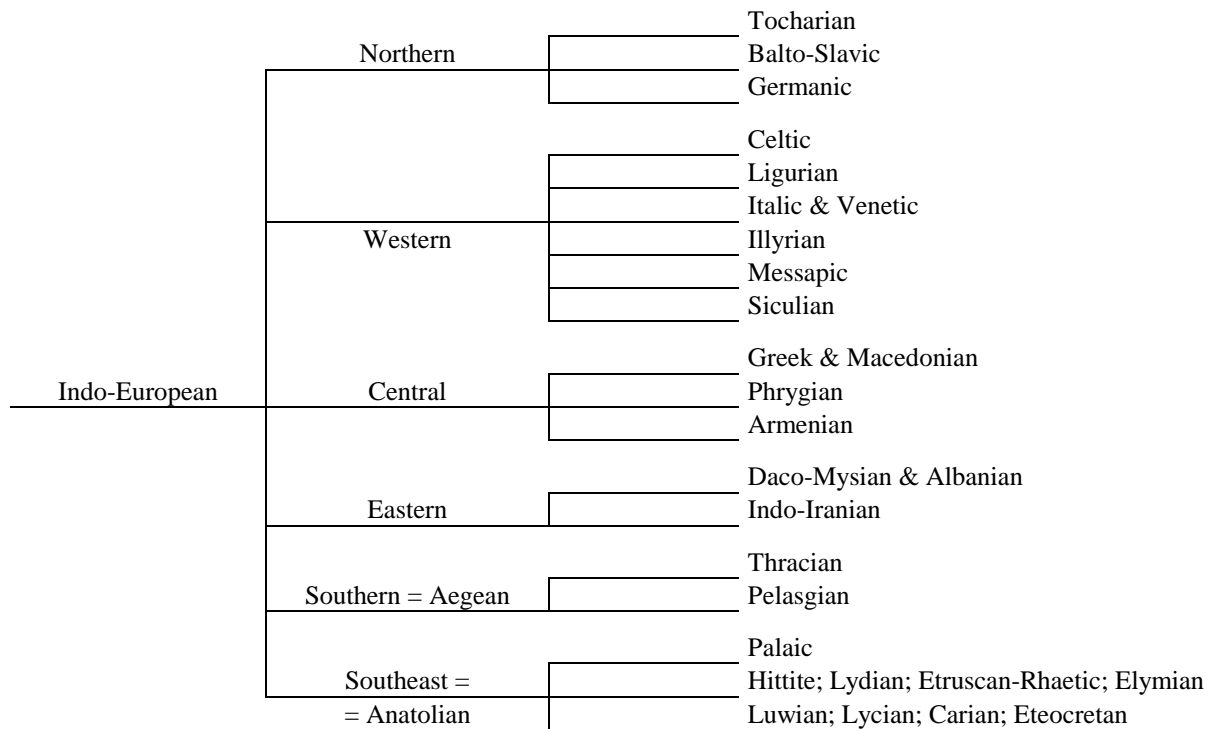 Tocharian
Northern
Balto-Slavic
Germanic
Celtic
Ligurian
Italic & Venetic
Western
Illyrian
Messapic
Siculian
Greek & Macedonian
Indo-European
Central
Phrygian
Armenian
Daco-Mysian & Albanian
Eastern
Indo-Iranian
Thracian
Southern = Aegean
Pelasgian
Palaic
Southeast =
Hittite; Lydian; Etruscan-Rhaetic; Elymian
= Anatolian
Luwian; Lycian; Carian; Eteocretan